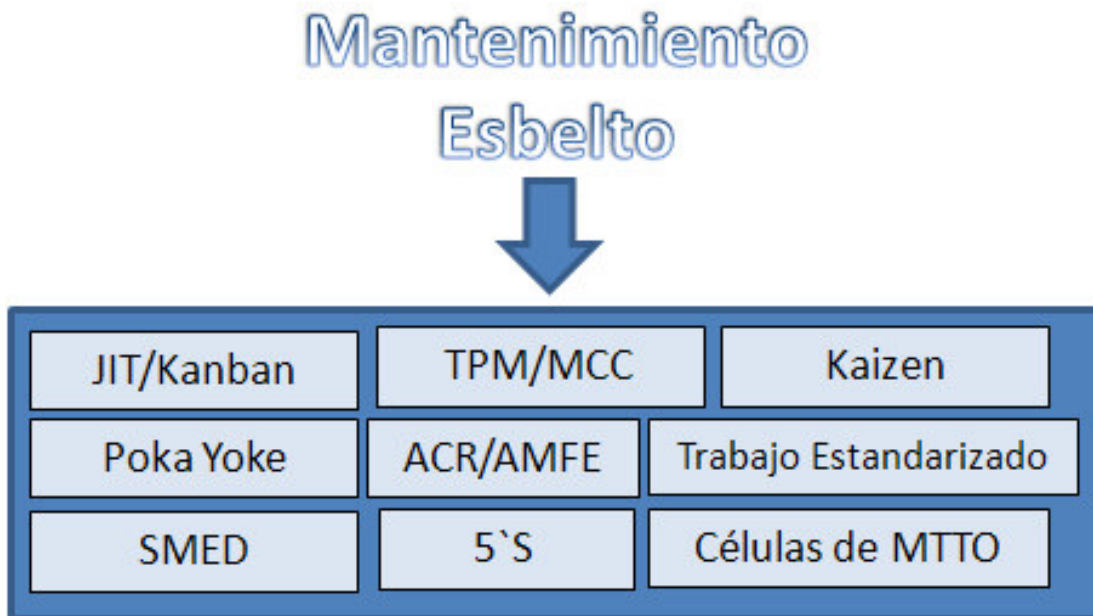 Mantenimiento
Esbelto
JIT/Kanban
TPM/MCC
Kaizen
Poka Yoke
ACR/AMFE
Trabajo Estandarizado
SMED
5`S
Células de MTTO